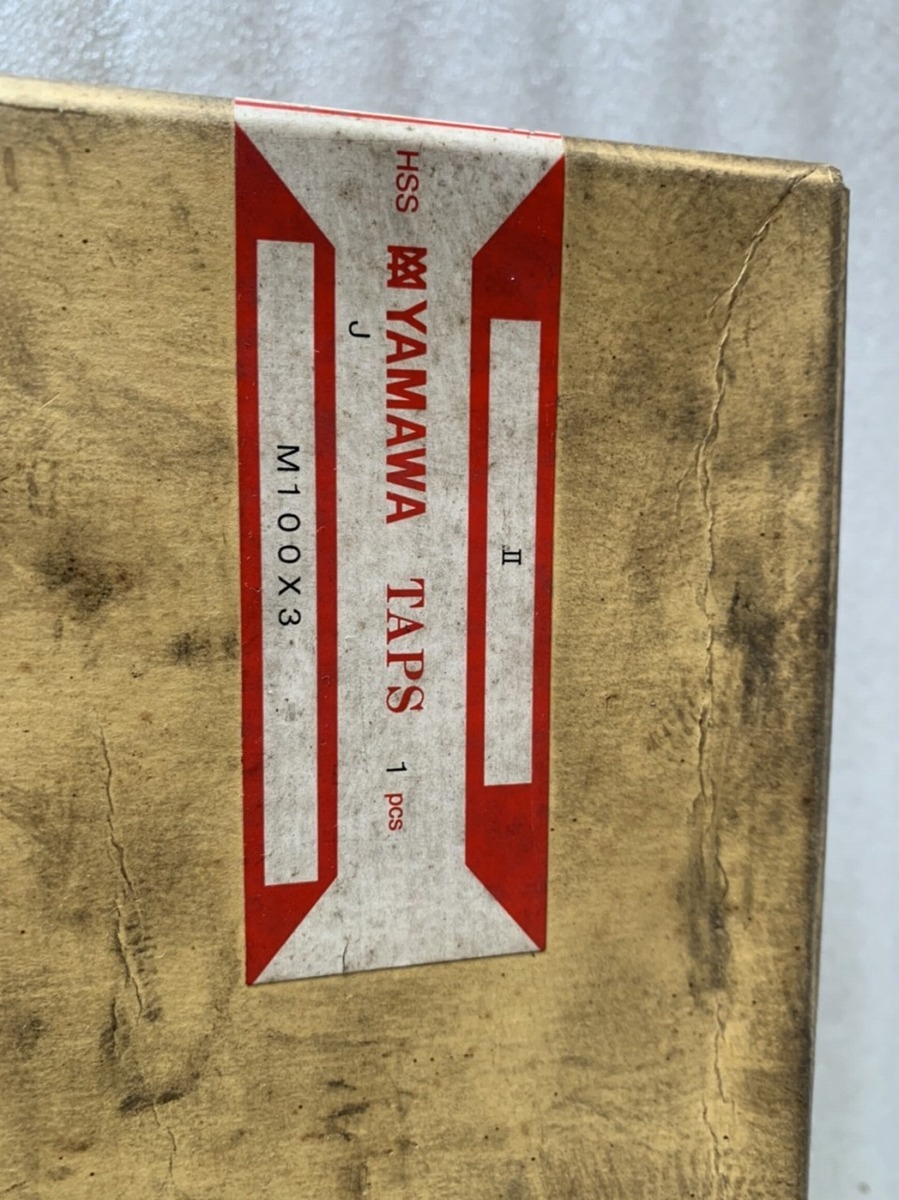 II
HSS YAMAWA TAPS 1 pcs
J
M100X3